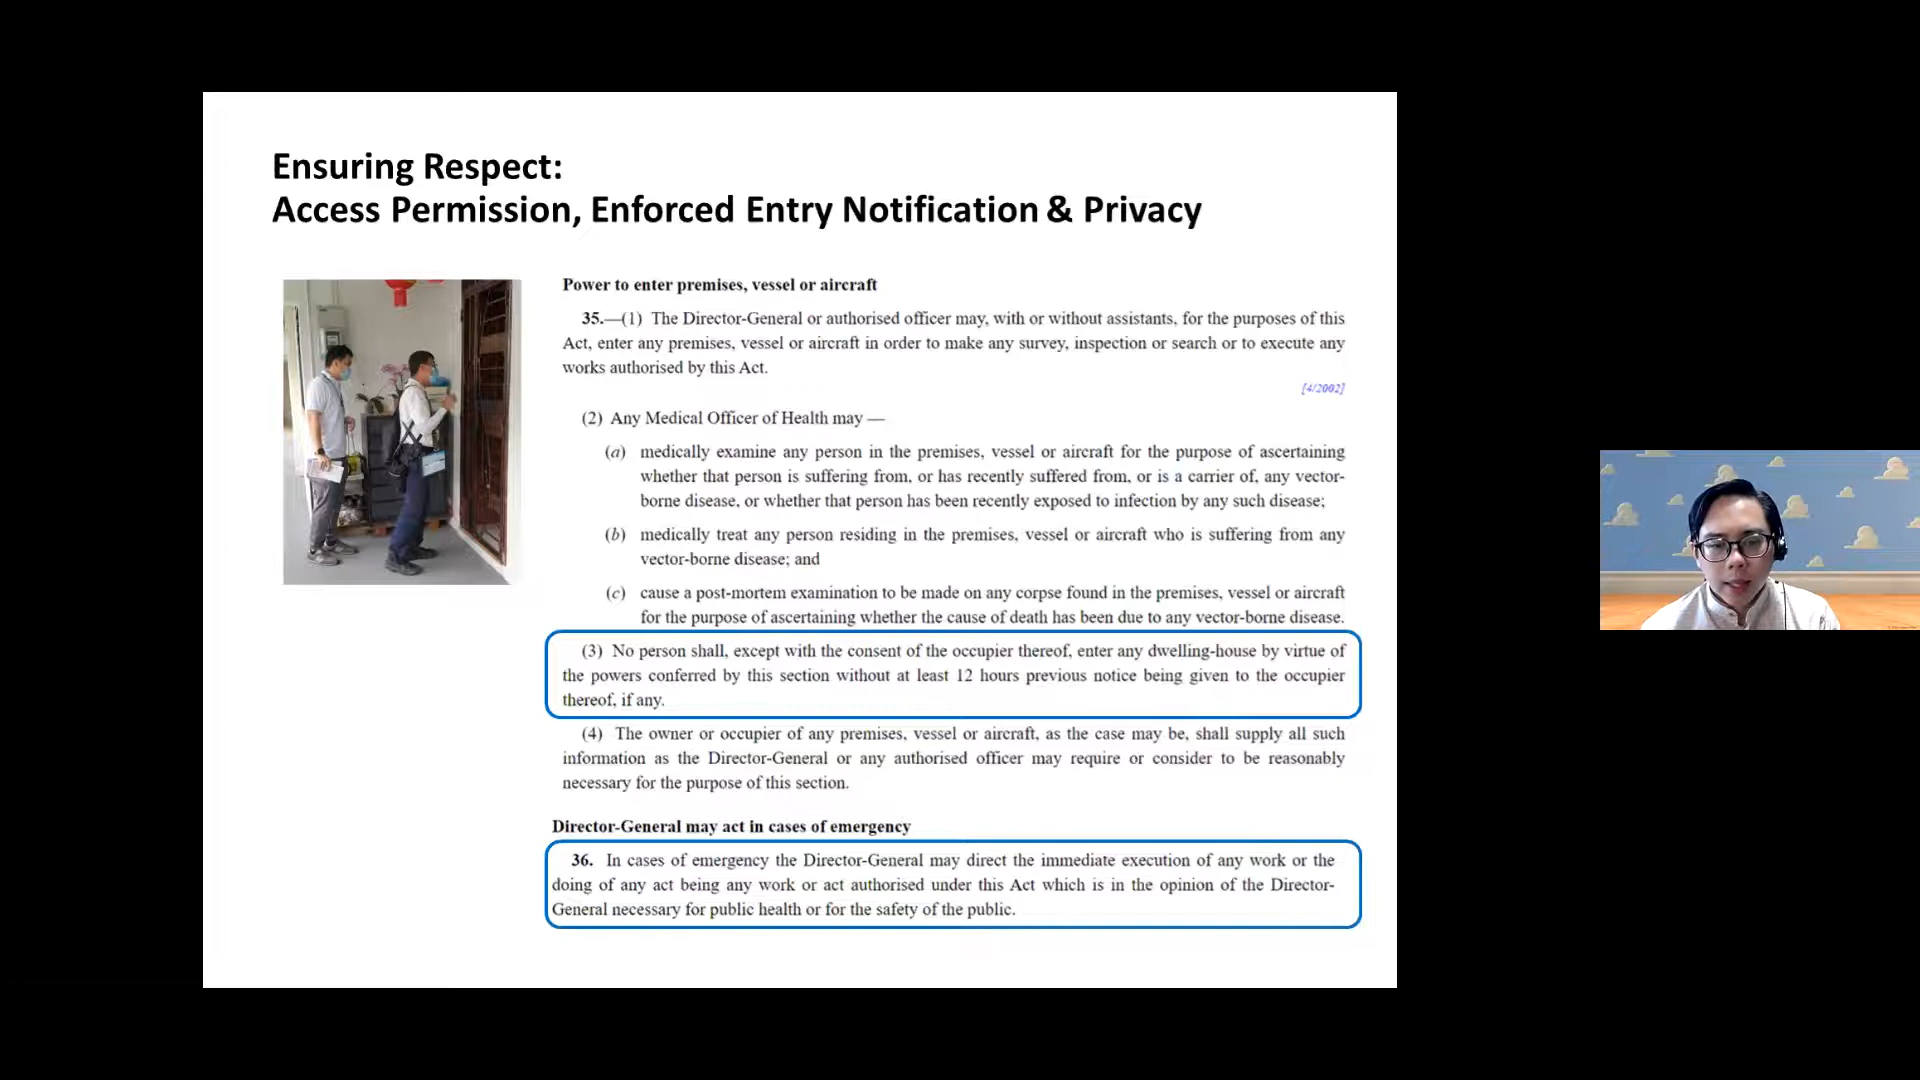 Ensuring Respect:
Access Permission, Enforced Entry Notification & Privacy
Power to enter premises, vessel or aircraft
35.—(1) The Director-General or authorised officer may, with or without assistants, for the purposes of this
Act, enter any premises, vessel or aircraft in order to make any survey, inspection or search or to execute any
works authorised by this Act.
[4/2002]
(2) Any Medical Officer of Health may —
(a) medically examine any person in the premises, vessel or aircraft for the purpose of ascertaining
whether that person is suffering from, or has recently suffered from, or is a carrier of, any vector-
borne disease, or whether that person has been recently exposed to infection by any such disease;
(b) medically treat any person residing in the premises, vessel or aircraft who is suffering from any
vector-borne disease; and
(c) cause a post-mortem examination to be made on any corpse found in the premises, vessel or aircraft
for the purpose of ascertaining whether the cause of death has been due to any vector-borne disease.
(3) No person shall, except with the consent of the occupier thereof, enter any dwelling-house by virtue of
the powers conferred by this section without at least 12 hours previous notice being given to the occupier
thereof, if any.
(4) The owner or occupier of any premises, vessel or aircraft, as the case may be, shall supply all such
information as the Director-General or any authorised officer may require or consider to be reasonably
necessary for the purpose of this section.
Director-General may act in cases of emergency
36. In cases of emergency the Director-General may direct the immediate execution of any work or the
doing of any act being any work or act authorised under this Act which is in the opinion of the Director-
General necessary for public health or for the safety of the public.